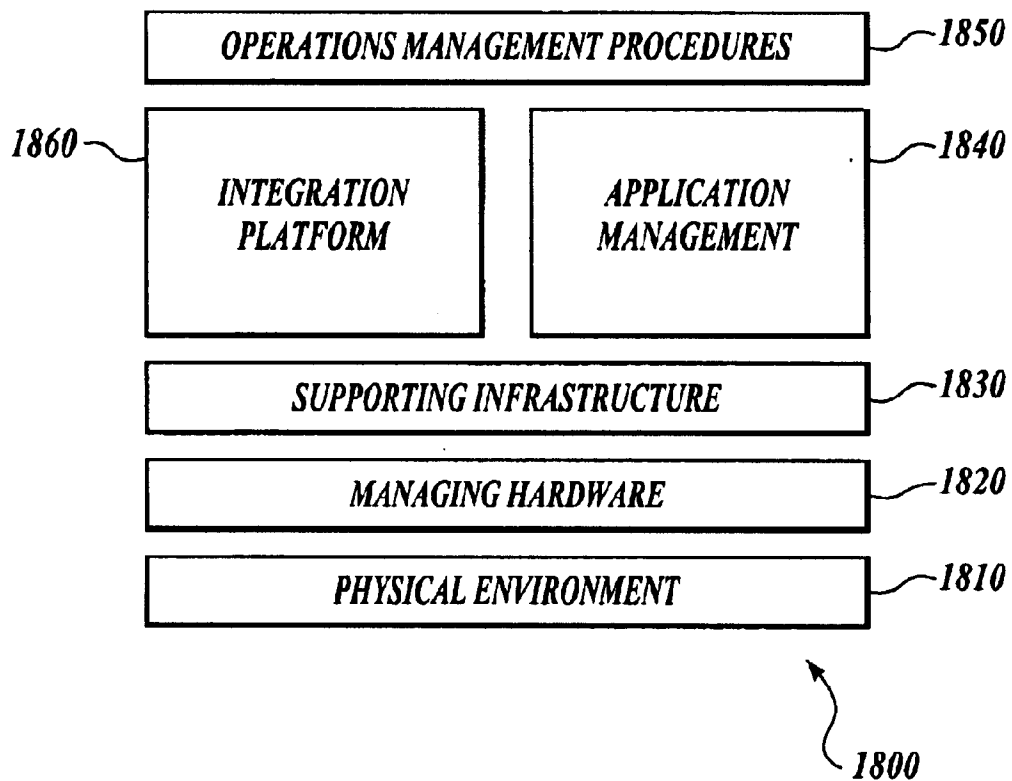 OPERATIONS MANAGEMENT PROCEDURES
1850
1860
INTEGRATION
PLATFORM
APPLICATION
MANAGEMENT
1840
SUPPORTING INFRASTRUCTURE
1830
MANAGING HARDWARE
1820
PHYSICAL ENVIRONMENT
1810
1800